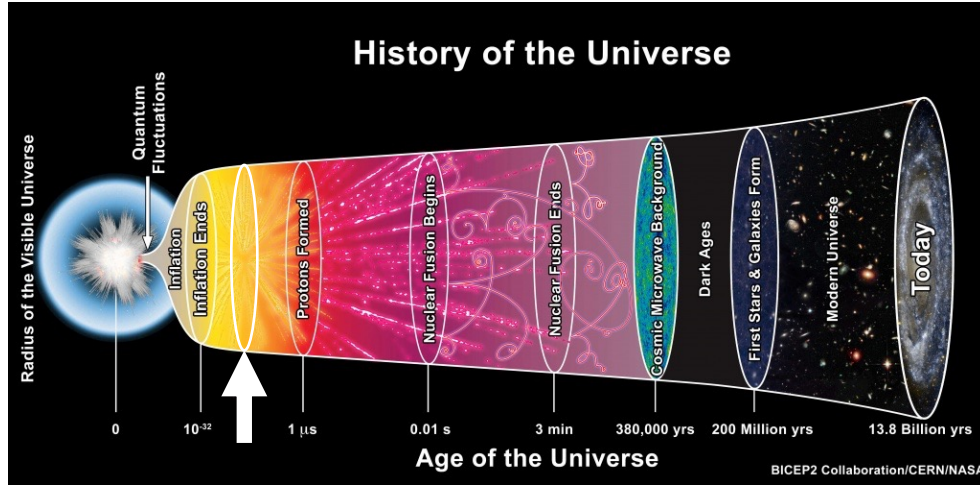 History of the Universe
Radius of the Visible Universe
Quantum
Fluctuations
Inflation
Inflation Ends
Protons Formed
Nuclear Fusion Begins
Nuclear Fusion Ends
Cosmic Microwave Background
Dark Ages
First Stars & Galaxies Form
Modern Universe
Today
0
10⁻³²
1 µs
0.01 s
3 min
380,000 yrs
200 Million yrs
13.8 Billion yrs
Age of the Universe
BICEP2 Collaboration/CERN/NASA